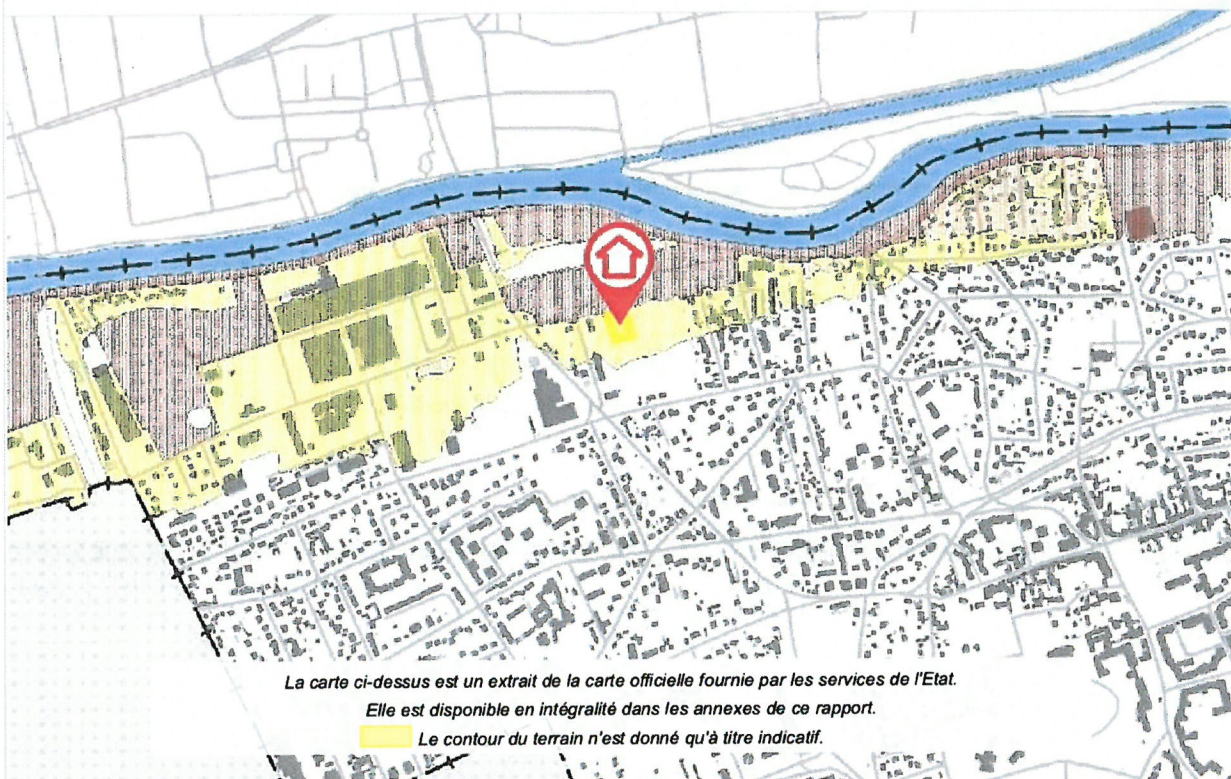 La carte ci-dessus est un extrait de la carte officielle fournie par les services de l'Etat.
Elle est disponible en intégralité dans les annexes de ce rapport.
Le contour du terrain n'est donné qu'à titre indicatif.